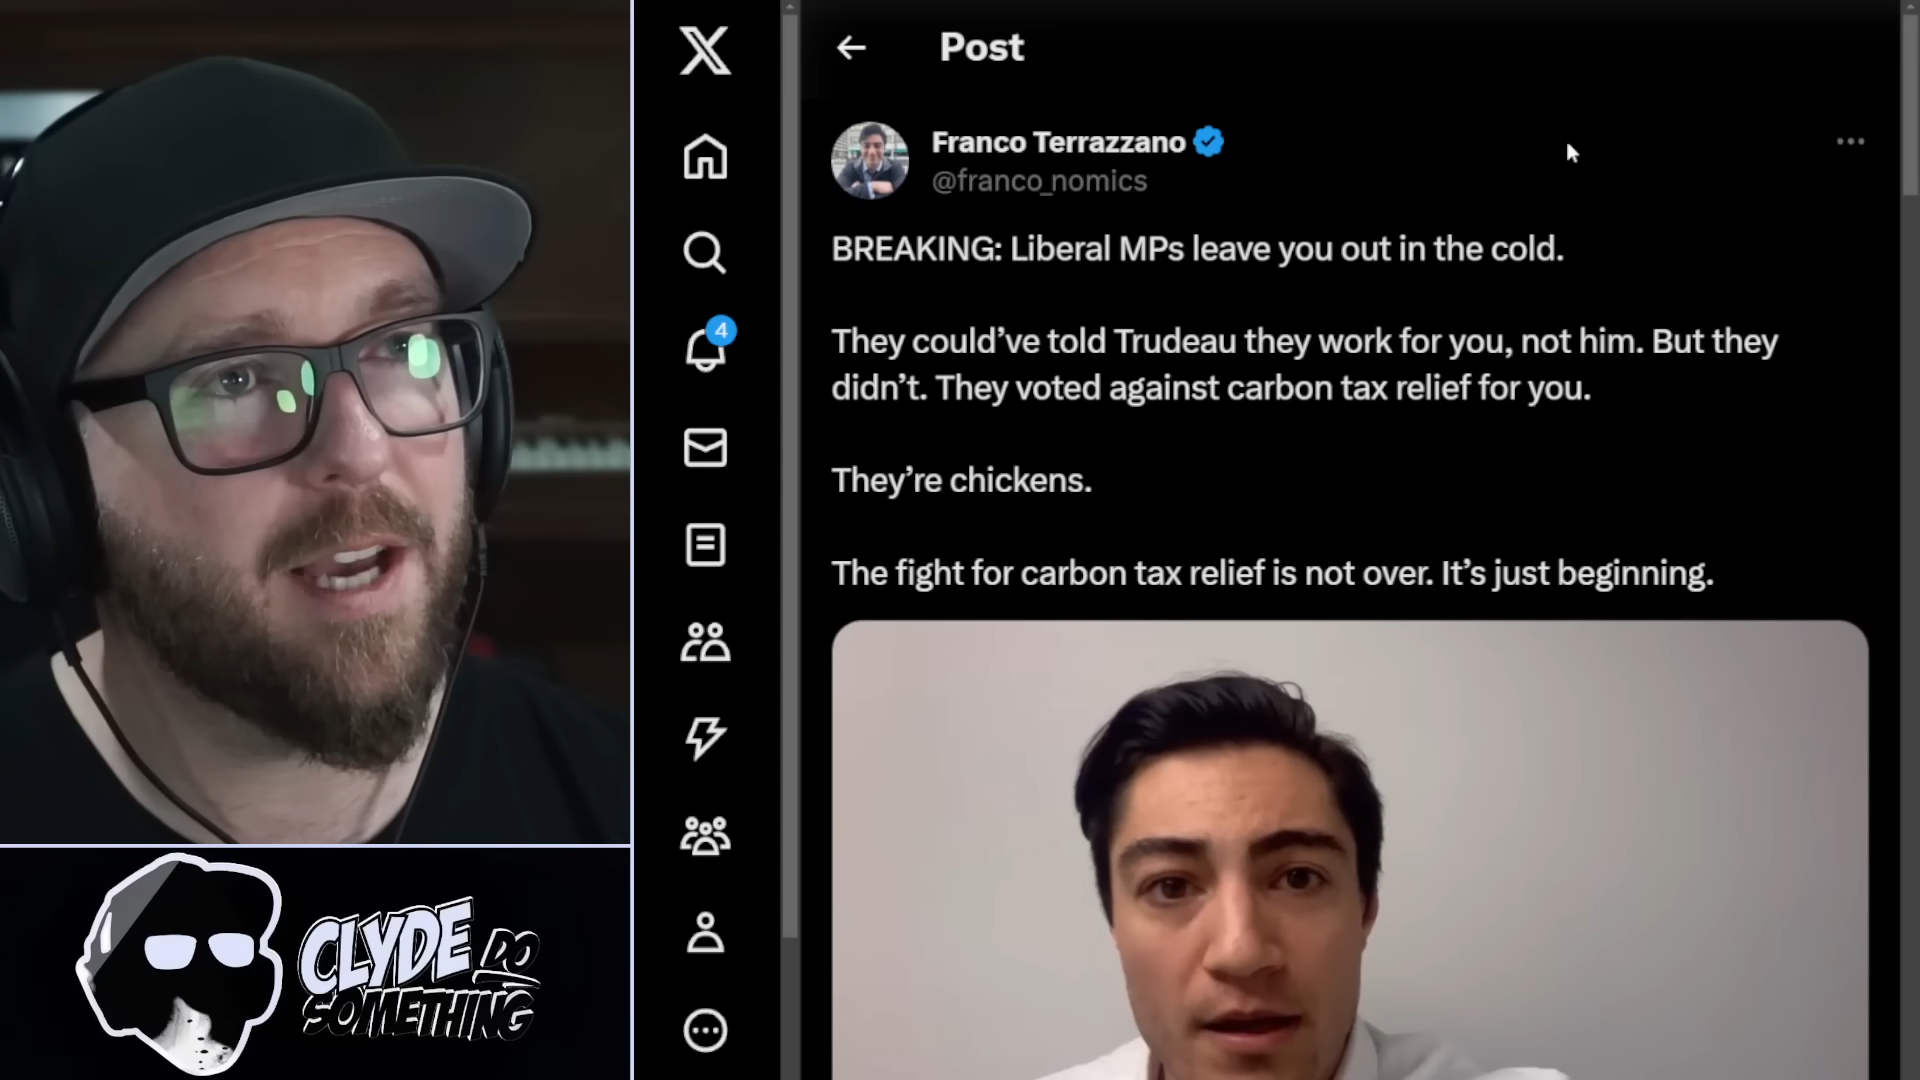 Post
Franco Terrazzano
@franco_nomics
BREAKING: Liberal MPs leave you out in the cold.
They could’ve told Trudeau they work for you, not him. But they
didn’t. They voted against carbon tax relief for you.
They’re chickens.
The fight for carbon tax relief is not over. It’s just beginning.
4
CLYDE DO
SOMETHING